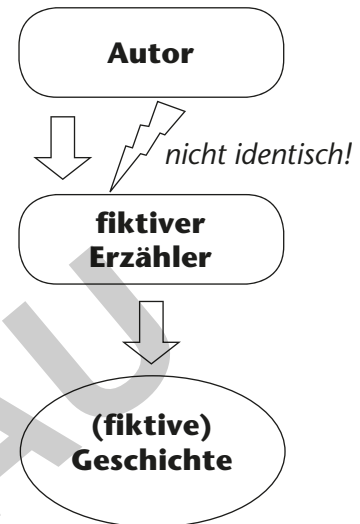 Autor
nicht identisch!
fiktiver
Erzähler
(fiktive)
Geschichte